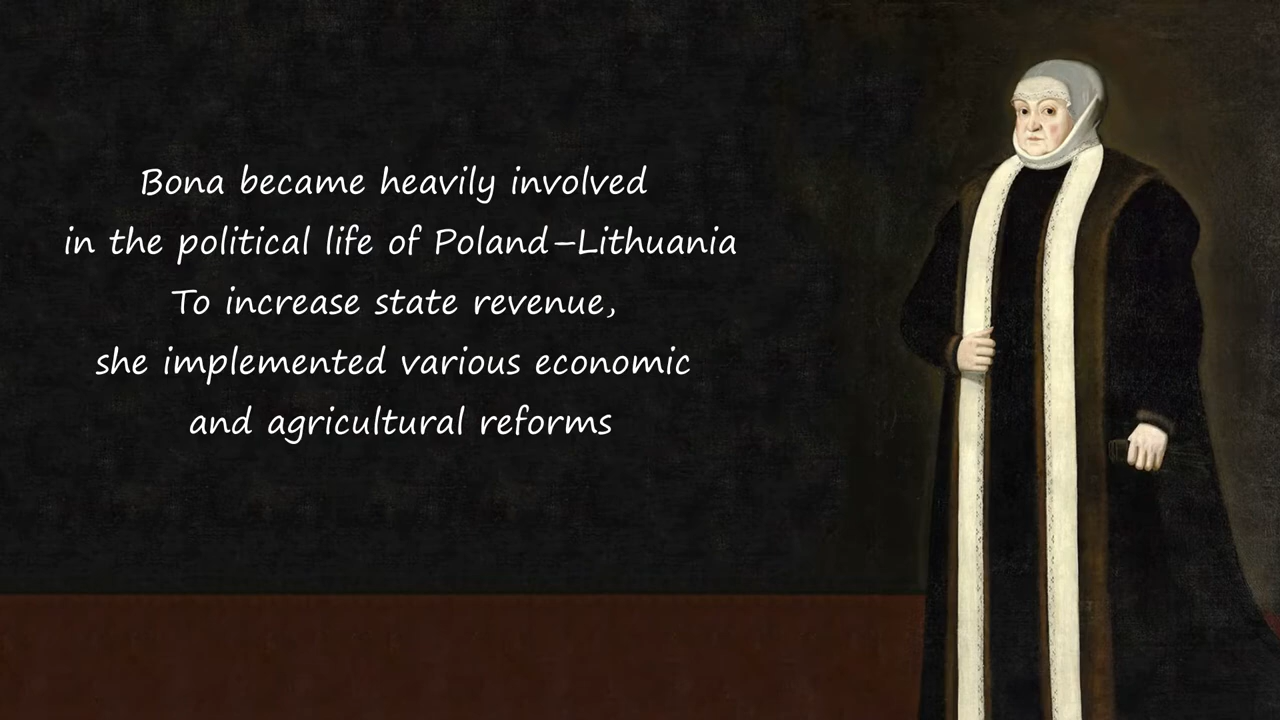 Bona became heavily involved
in the political life of Poland–Lithuania
To increase state revenue,
she implemented various economic
and agricultural reforms